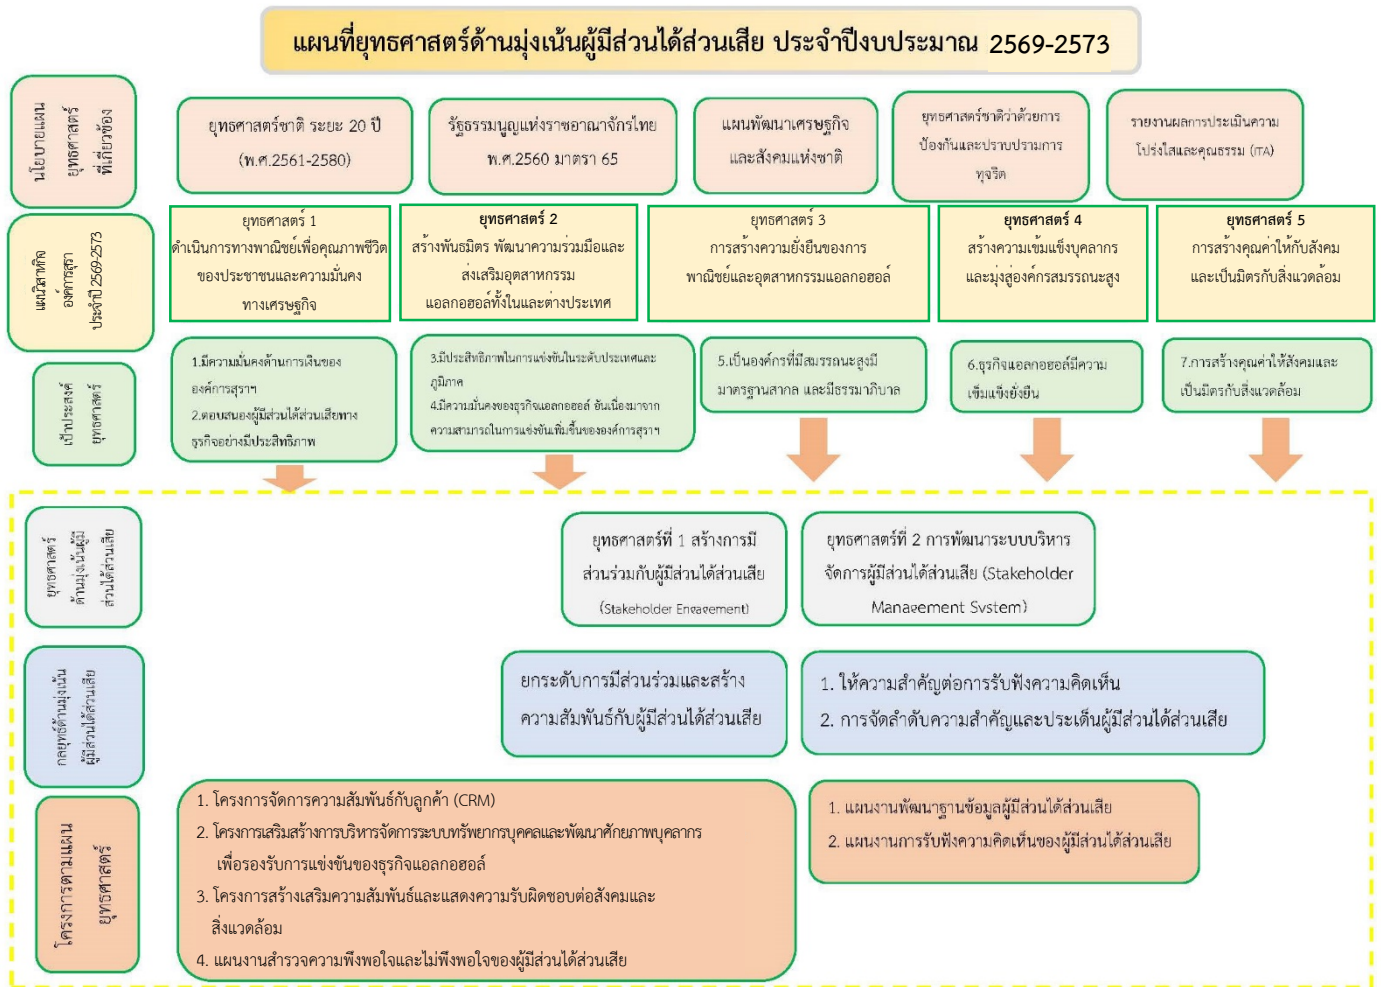 แผนที่ยุทธศาสตร์ด้านมุ่งเน้นผู้มีส่วนได้ส่วนเสีย ประจำปีงบประมาณ 2569-2573
นโยบายแผน
ยุทธศาสตร์
ที่เกี่ยวข้อง
ยุทธศาสตร์ชาติ ระยะ 20 ปี
(พ.ศ.2561-2580)
รัฐธรรมนูญแห่งราชอาณาจักรไทย
พ.ศ.2560 มาตรา 65
แผนพัฒนาเศรษฐกิจ
และสังคมแห่งชาติ
ยุทธศาสตร์ชาติว่าด้วยการ
ป้องกันและปราบปรามการ
ทุจริต
รายงานผลการประเมินความ
โปร่งใสและคุณธรรม (ITA)
แผนวิสาหกิจ
องค์การสุรา
ประจำปี 2569-2573
ยุทธศาสตร์ 1
ดำเนินการทางพาณิชย์เพื่อคุณภาพชีวิต
ของประชาชนและความมั่นคง
ทางเศรษฐกิจ
ยุทธศาสตร์ 2
สร้างพันธมิตร พัฒนาความร่วมมือและ
ส่งเสริมอุตสาหกรรม
แอลกอฮอล์ทั้งในและต่างประเทศ
ยุทธศาสตร์ 3
การสร้างความยั่งยืนของการ
พาณิชย์และอุตสาหกรรมแอลกอฮอล์
ยุทธศาสตร์ 4
สร้างความเข้มแข็งบุคลากร
และมุ่งสู่องค์กรสมรรถนะสูง
ยุทธศาสตร์ 5
การสร้างคุณค่าให้กับสังคม
และเป็นมิตรกับสิ่งแวดล้อม
เป้าประสงค์
ยุทธศาสตร์
1.มีความมั่นคงด้านการเงินของ
องค์การสุราฯ
2.ตอบสนองผู้มีส่วนได้ส่วนเสียทาง
ธุรกิจอย่างมีประสิทธิภาพ
3.มีประสิทธิภาพในการแข่งขันในระดับประเทศและ
ภูมิภาค
4.มีความมั่นคงของธุรกิจแอลกอฮอล์ อันเนื่องมาจาก
ความสามารถในการแข่งขันเพิ่มขึ้นขององค์การสุราฯ
5.เป็นองค์กรที่มีสมรรถนะสูงมี
มาตรฐานสากล และมีธรรมาภิบาล
6.ธุรกิจแอลกอฮอล์มีความ
เข็มแข็งยั่งยืน
7.การสร้างคุณค่าให้สังคมและ
เป็นมิตรกับสิ่งแวดล้อม
ยุทธศาสตร์
ด้านมุ่งเน้นผู้มี
ส่วนได้ส่วนเสีย
ยุทธศาสตร์ที่ 1 สร้างการมี
ส่วนร่วมกับผู้มีส่วนได้ส่วนเสีย
(Stakeholder Engagement)
ยุทธศาสตร์ที่ 2 การพัฒนาระบบบริหาร
จัดการผู้มีส่วนได้ส่วนเสีย (Stakeholder
Management System)
กลยุทธ์ด้านมุ่งเน้น
ผู้มีส่วนได้ส่วนเสีย
ยกระดับการมีส่วนร่วมและสร้าง
ความสัมพันธ์กับผู้มีส่วนได้ส่วนเสีย
1. ให้ความสำคัญต่อการรับฟังความคิดเห็น
2. การจัดลำดับความสำคัญและประเด็นผู้มีส่วนได้ส่วนเสีย
โครงการตามแผน
ยุทธศาสตร์
1. โครงการจัดการความสัมพันธ์กับลูกค้า (CRM)
2. โครงการเสริมสร้างการบริหารจัดการระบบทรัพยากรบุคคลและพัฒนาศักยภาพบุคลากร
เพื่อรองรับการแข่งขันของธุรกิจแอลกอฮอล์
3. โครงการสร้างเสริมความสัมพันธ์และแสดงความรับผิดชอบต่อสังคมและ
สิ่งแวดล้อม
4. แผนงานสำรวจความพึงพอใจและไม่พึงพอใจของผู้มีส่วนได้ส่วนเสีย
1. แผนงานพัฒนาฐานข้อมูลผู้มีส่วนได้ส่วนเสีย
2. แผนงานการรับฟังความคิดเห็นของผู้มีส่วนได้ส่วนเสีย